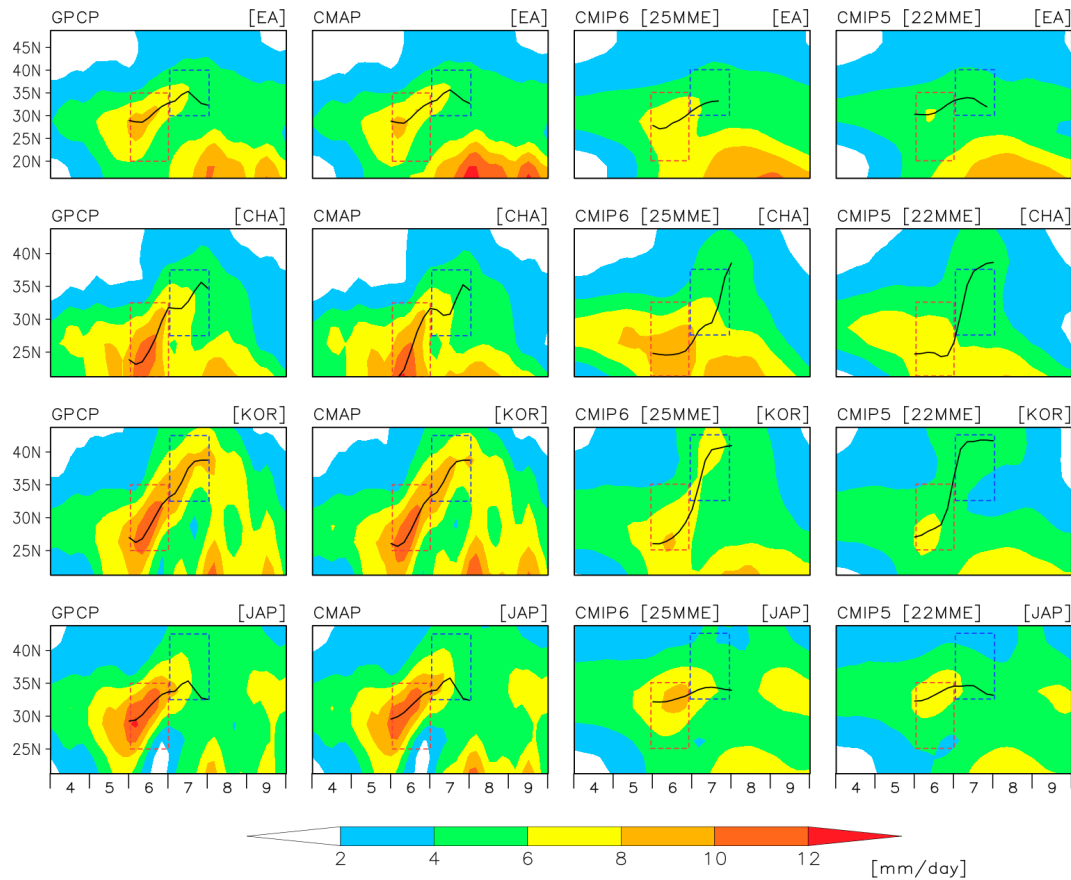 GPCP [EA] CMAP [EA] CMIP6 [25MME] [EA] CMIP5 [22MME] [EA]
45N
40N
35N
30N
25N
20N
GPCP [CHA] CMAP [CHA] CMIP6 [25MME] [CHA] CMIP5 [22MME] [CHA]
40N
35N
30N
25N
GPCP [KOR] CMAP [KOR] CMIP6 [25MME] [KOR] CMIP5 [22MME] [KOR]
40N
35N
30N
25N
GPCP [JAP] CMAP [JAP] CMIP6 [25MME] [JAP] CMIP5 [22MME] [JAP]
40N
35N
30N
25N
4 5 6 7 8 9 4 5 6 7 8 9 4 5 6 7 8 9 4 5 6 7 8 9
2 4 6 8 10 12
[mm/day]